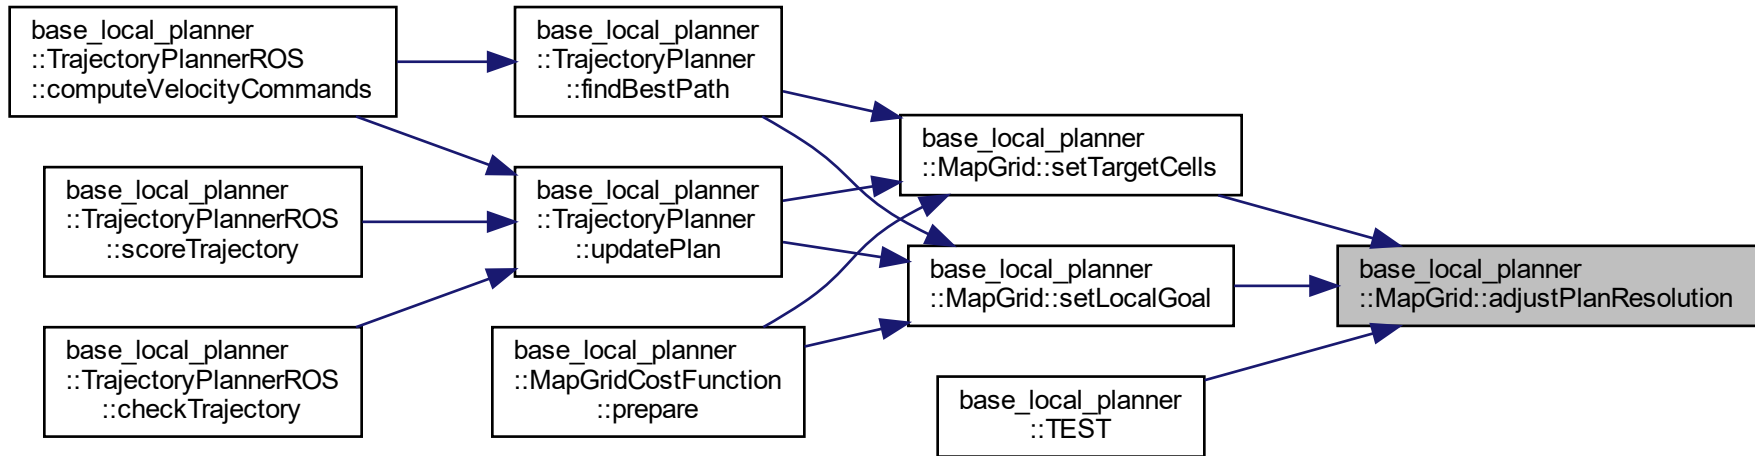 base_local_planner
::TrajectoryPlannerROS
::computeVelocityCommands
base_local_planner
::TrajectoryPlannerROS
::scoreTrajectory
base_local_planner
::TrajectoryPlannerROS
::checkTrajectory
base_local_planner
::TrajectoryPlanner
::findBestPath
base_local_planner
::TrajectoryPlanner
::updatePlan
base_local_planner
::MapGridCostFunction
::prepare
base_local_planner
::MapGrid::setTargetCells
base_local_planner
::MapGrid::setLocalGoal
base_local_planner
::TEST
base_local_planner
::MapGrid::adjustPlanResolution